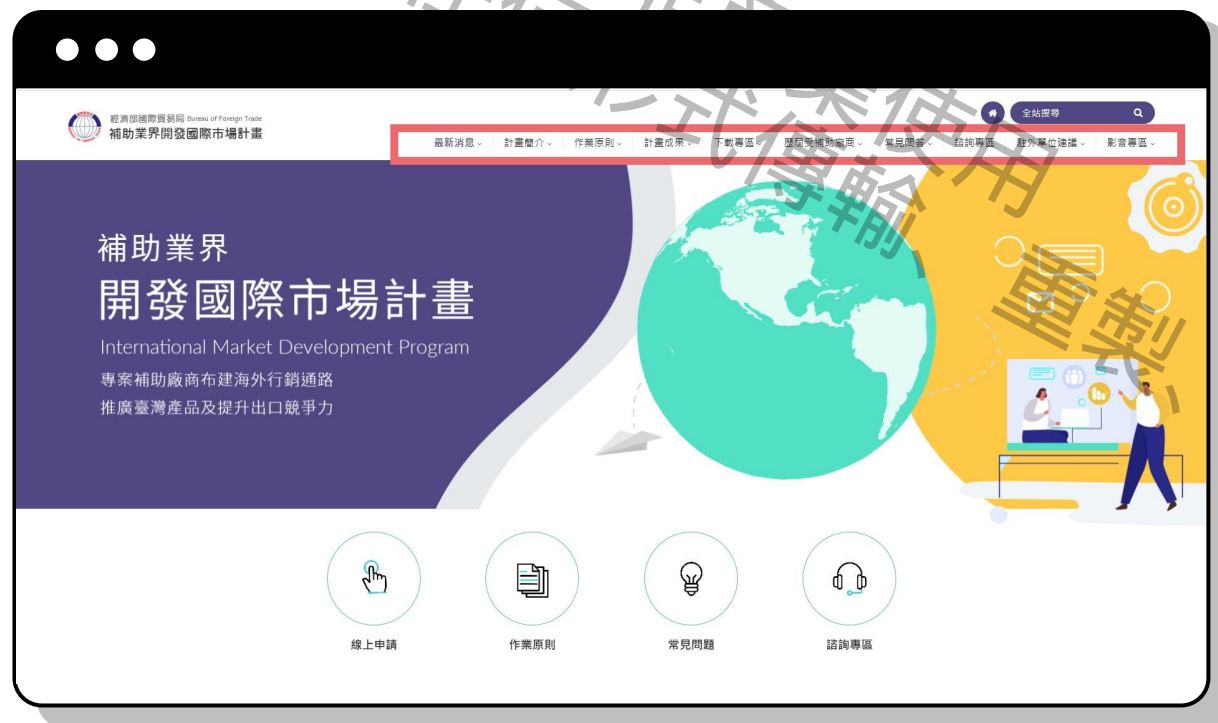 經濟部國際貿易局 Bureau of Foreign Trade
補助業界開發國際市場計畫
全站搜尋
最新消息 計畫簡介 作業原則 計畫成果 下載專區 歷屆受補助廠商 常見問答 諮詢專區 駐外單位建議 影音專區
補助業界
開發國際市場計畫
International Market Development Program
專案補助廠商布建海外行銷通路
推廣臺灣產品及提升出口競爭力
線上申請 作業原則 常見問題 諮詢專區
使用
式傳輸、
重製、